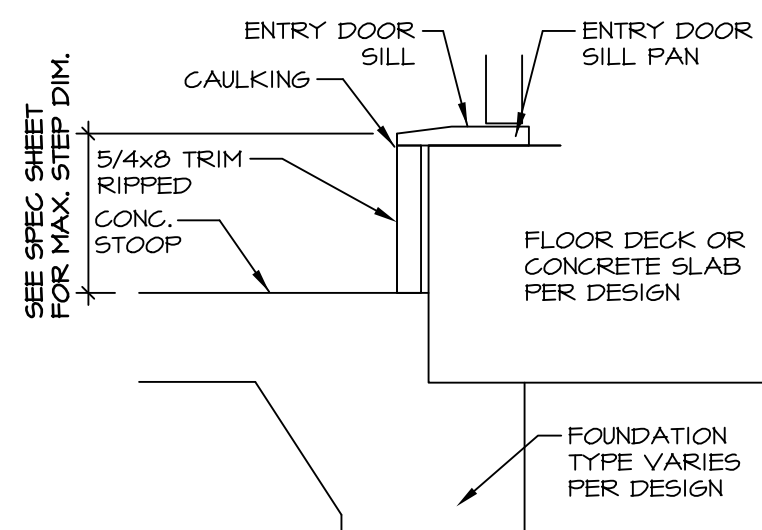 ENTRY DOOR
SILL
ENTRY DOOR
SILL PAN
CAULKING
SEE SPEC SHEET
FOR MAX. STEP DIM.
5/4x8 TRIM
RIPPED
CONC.
STOOP
FLOOR DECK OR
CONCRETE SLAB
PER DESIGN
FOUNDATION
TYPE VARIES
PER DESIGN